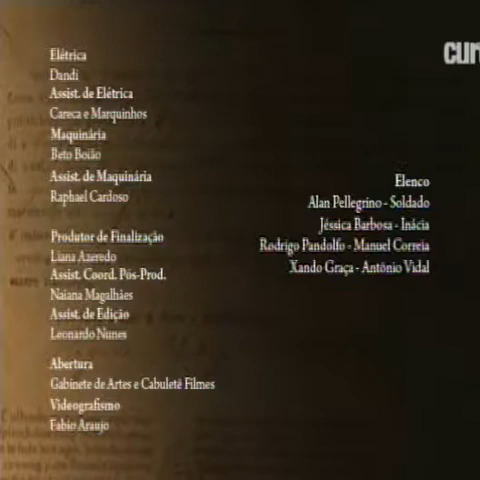 Elétrica
Dandi
Assist. de Elétrica
Careca e Marquinhos
Maquinária
Beto Boião
Assist. de Maquinária
Raphael Cardoso
Produtor de Finalização
Liana Azeredo
Assist. Coord. Pós-Prod.
Naiana Magalhães
Assist. de Edição
Leonardo Nunes
Abertura
Gabinete de Artes e Cabuletê Filmes
Videografismo
Fabio Araujo
cur
Elenco
Alan Pellegrino - Soldado
Jéssica Barbosa - Inácia
Rodrigo Pandolfo - Manuel Correia
Xando Graça - Antônio Vidal